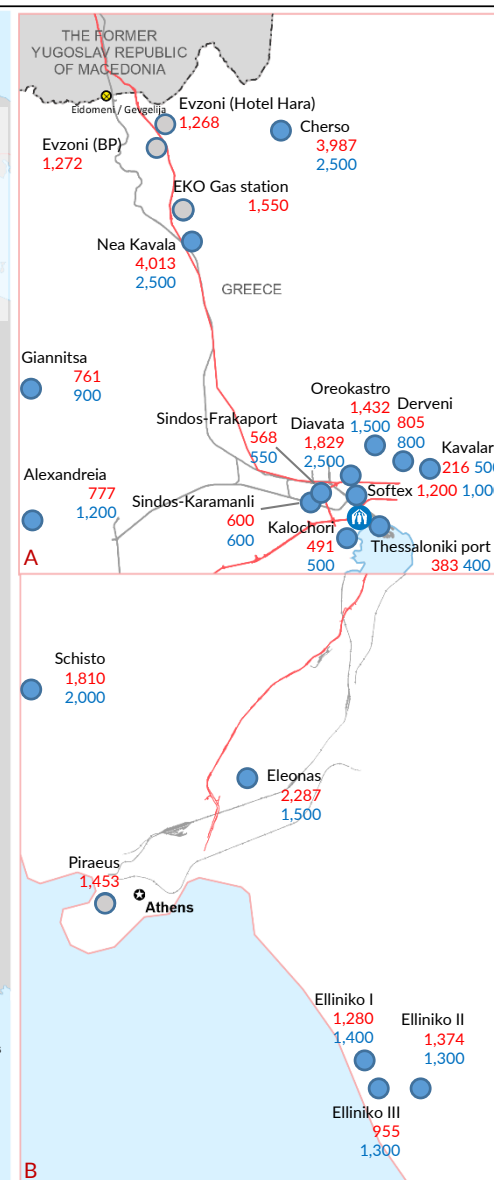 THE FORMER
YUGOSLAV REPUBLIC
OF MACEDONIA
Eidomeni / Gevgelija
Evzoni (Hotel Hara)
1,268
Cherso
3,987
2,500
Evzoni (BP)
1,272
EKO Gas station
1,550
Nea Kavala
4,013
2,500
GREECE
Giannitsa
761
900
Oreokastro
1,432
1,500
Derveni
805
800
Sindos-Frakaport
568
550
Diavata
1,829
2,500
Kavalar
216 500
Alexandreia
777
1,200
Softex 1,200 1,000
Sindos-Karamanli
600
600
Kalochori
491
500
Thessaloniki port
383 400
A
Schisto
1,810
2,000
Eleonas
2,287
1,500
Piraeus
1,453
Athens
Elliniko I
1,280
1,400
Elliniko II
1,374
1,300
Elliniko III
955
1,300
B